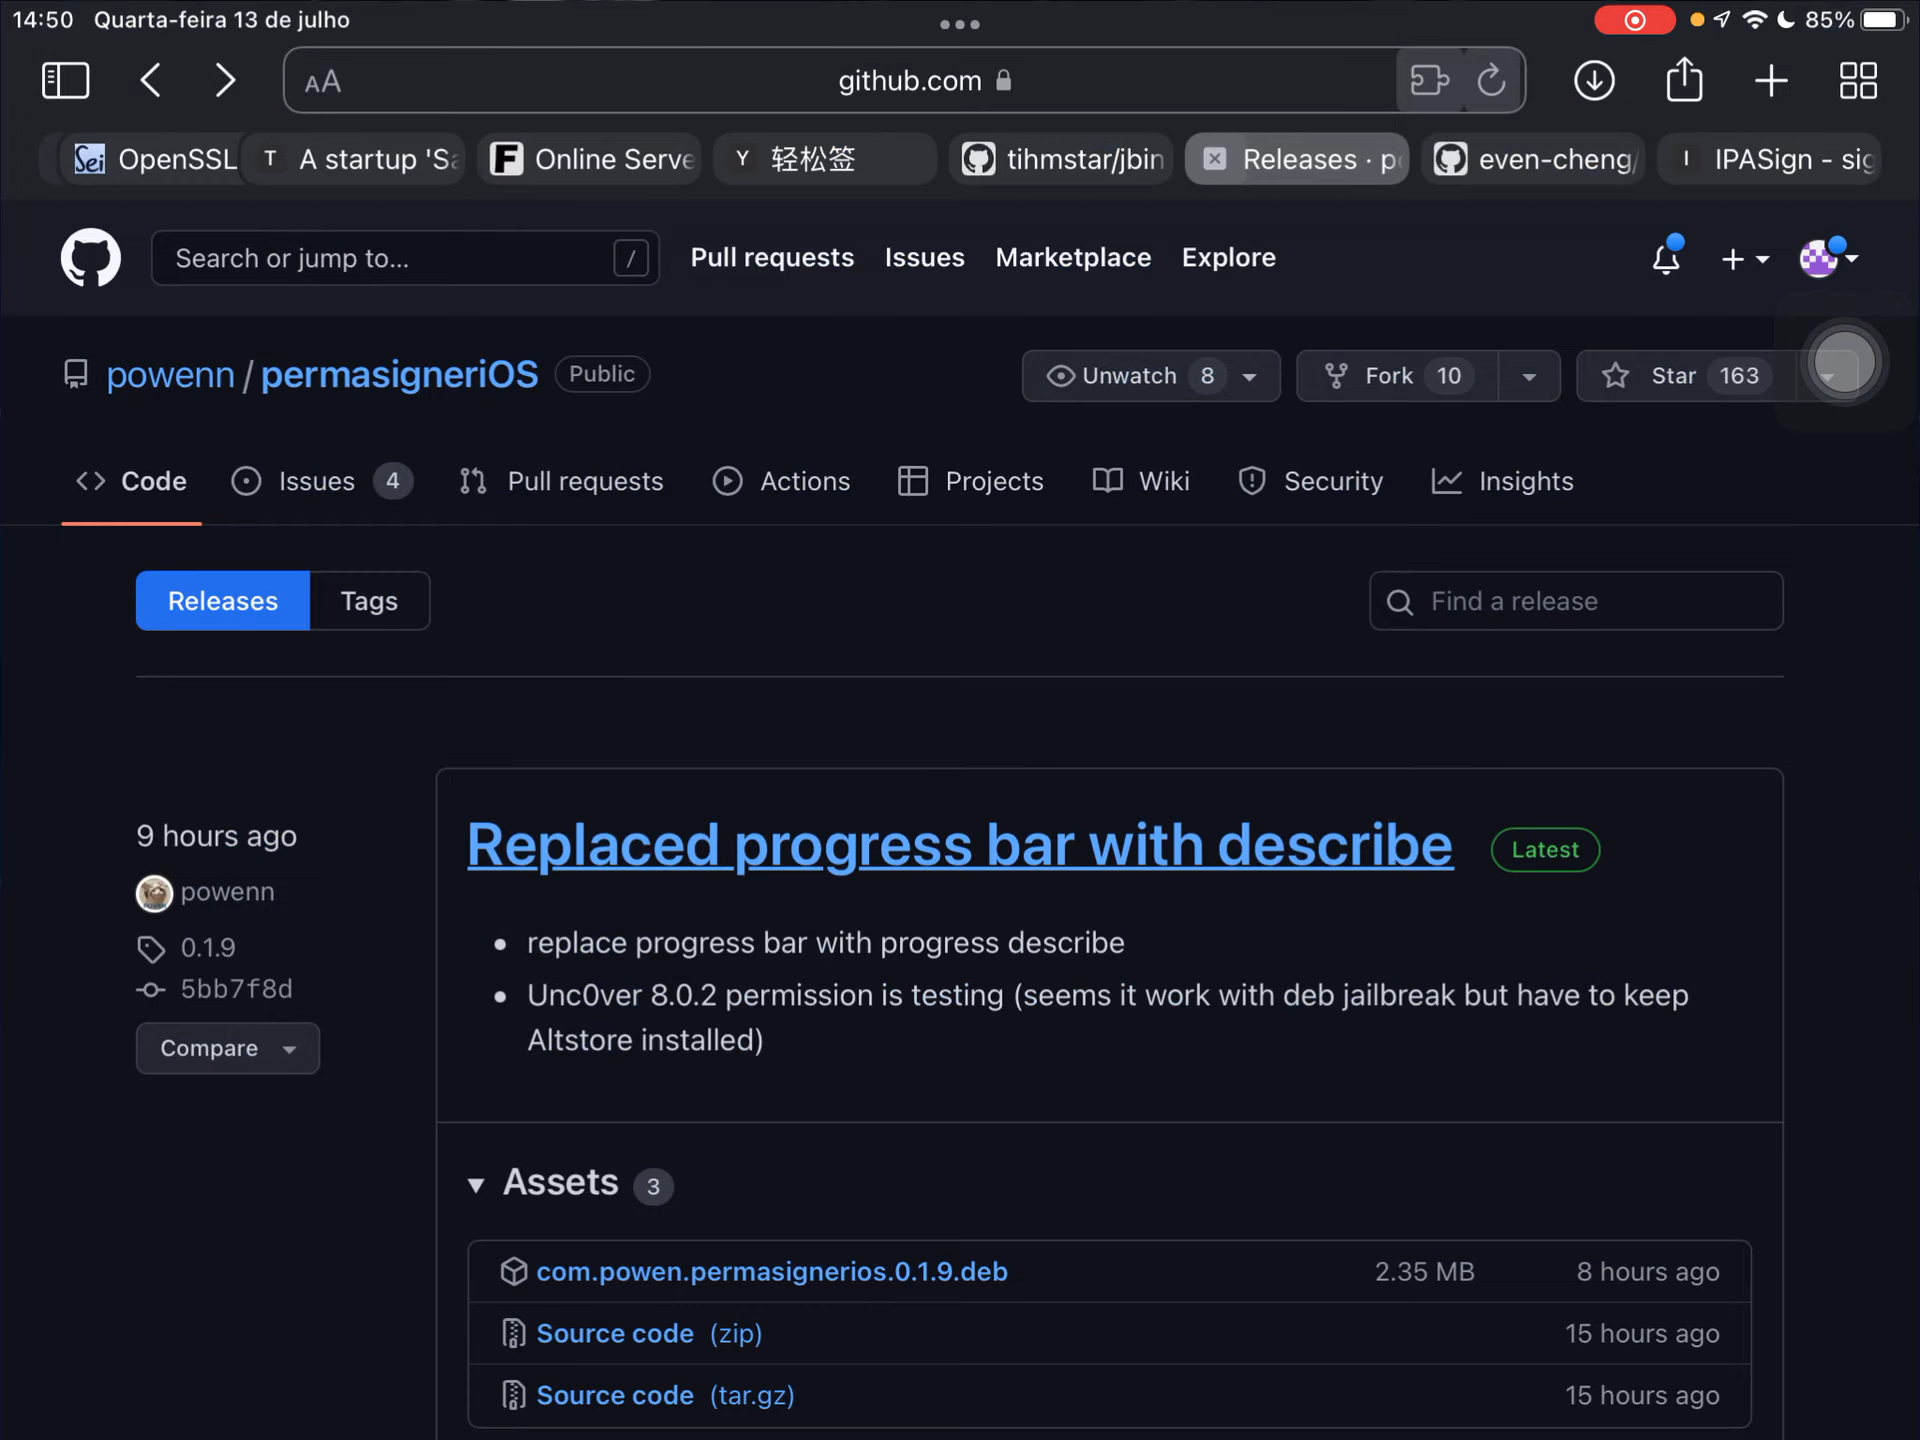 14:50 Quarta-feira 13 de julho 85%
AA github.com
Sei OpenSSL T A startup 'Sa F Online Serve Y 轻松签 tihmstar/jbin Releases · po even-cheng/ I IPASign - sig
Search or jump to... / Pull requests Issues Marketplace Explore
powenn / permasigneriOS Public Unwatch 8 Fork 10 Star 163
Code Issues 4 Pull requests Actions Projects Wiki Security Insights
Releases Tags Find a release
9 hours ago
powenn
0.1.9
5bb7f8d
Compare
Replaced progress bar with describe Latest
• replace progress bar with progress describe
• Unc0ver 8.0.2 permission is testing (seems it work with deb jailbreak but have to keep
Altstore installed)
Assets 3
com.powen.permasignerios.0.1.9.deb 2.35 MB 8 hours ago
Source code (zip) 15 hours ago
Source code (tar.gz) 15 hours ago